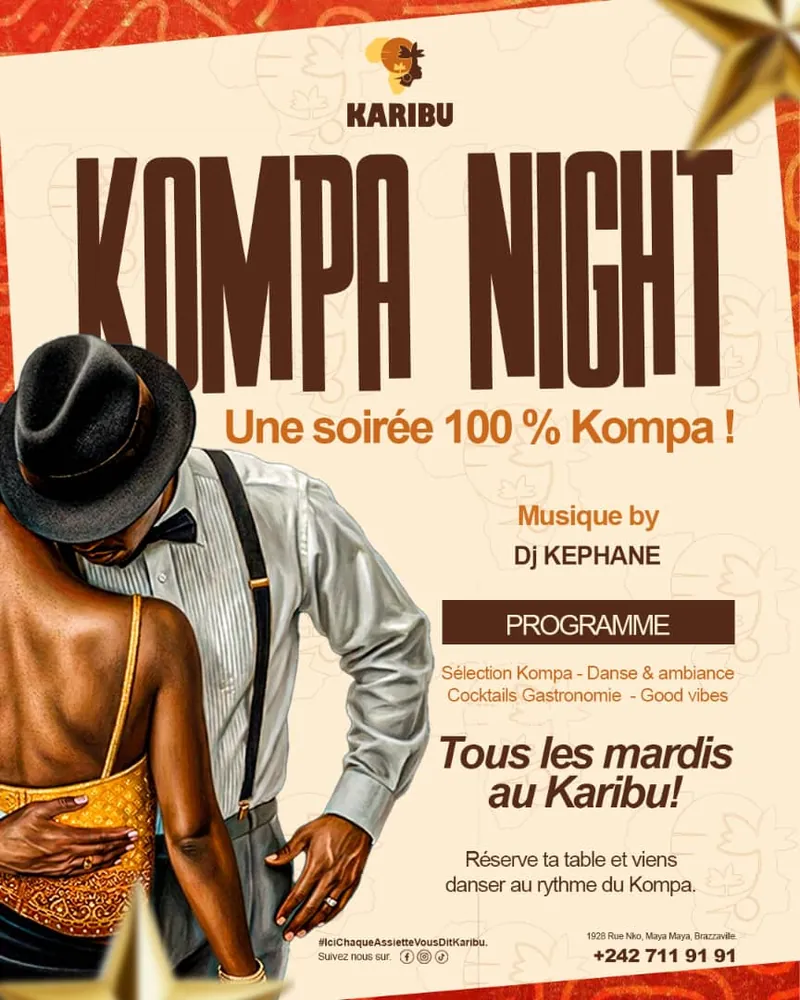 KARIBU
KOMPA NIGHT
Une soirée 100 % Kompa !
Musique by
Dj KEPHANE
PROGRAMME
Sélection Kompa - Danse & ambiance
Cocktails Gastronomie - Good vibes
Tous les mardis
au Karibu!
Réserve ta table et viens
danser au rythme du Kompa.
#IciChaqueAssietteVousDitKaribu.
Suivez nous sur.
1928 Rue Nko, Maya Maya, Brazzaville.
+242 711 91 91